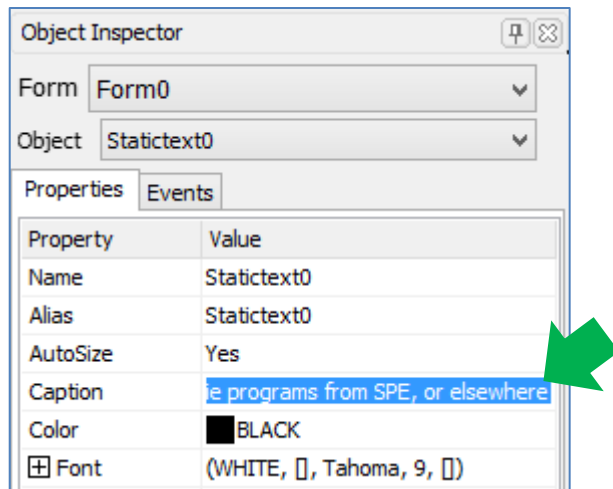 Object Inspector
Form Form0
Object Statictext0
Properties Events
Property Value
Name Statictext0
Alias Statictext0
AutoSize Yes
Caption ie programs from SPE, or elsewhere
Color BLACK
Font (WHITE, [], Tahoma, 9, [])